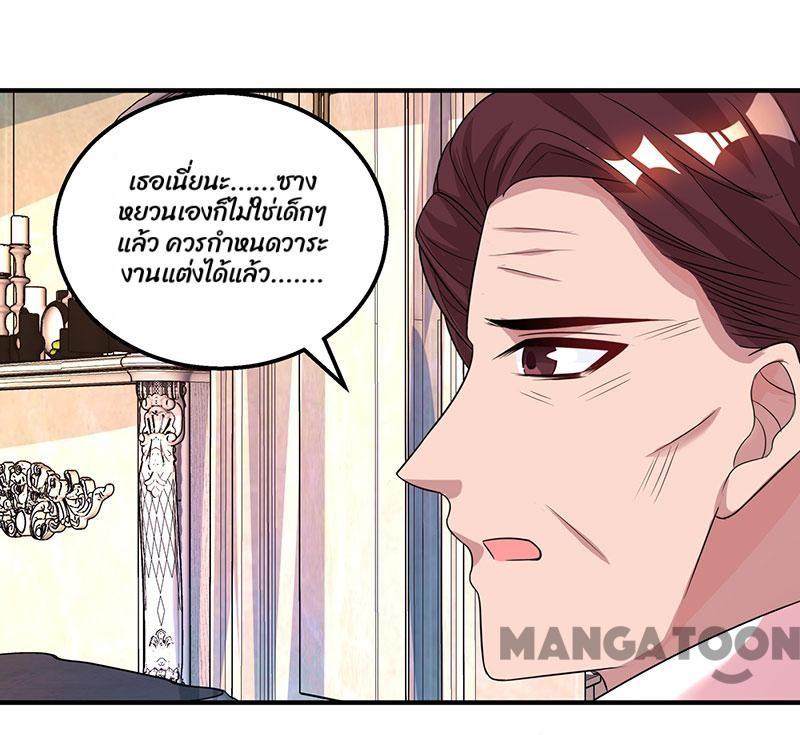 เธอเนี่ยนะ......ซาง
หยวนเองก็ไม่ใช่เด็กๆ
แล้ว ควรกำหนดวาระ
งานแต่งได้แล้ว.......
MANGATOON